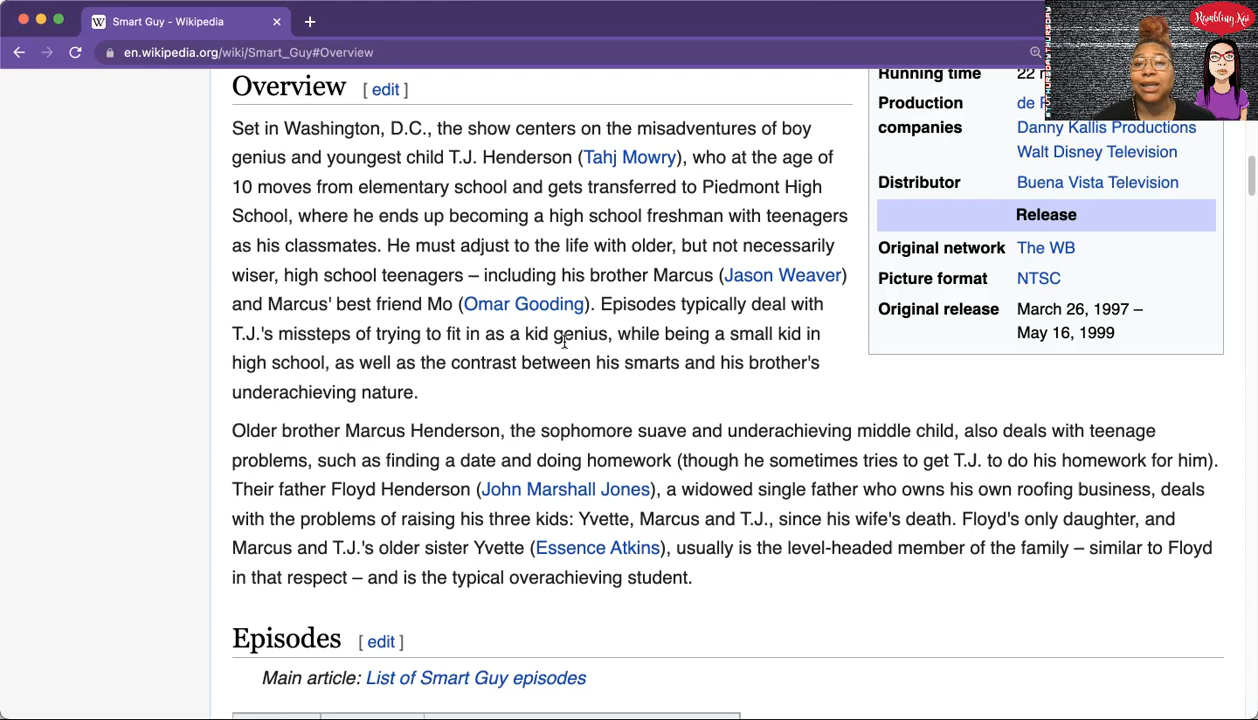 Smart Guy - Wikipedia
en.wikipedia.org/wiki/Smart_Guy#Overview
Rambling Kai
Overview [ edit ]
Set in Washington, D.C., the show centers on the misadventures of boy
genius and youngest child T.J. Henderson (Tahj Mowry), who at the age of
10 moves from elementary school and gets transferred to Piedmont High
School, where he ends up becoming a high school freshman with teenagers
as his classmates. He must adjust to the life with older, but not necessarily
wiser, high school teenagers – including his brother Marcus (Jason Weaver)
and Marcus' best friend Mo (Omar Gooding). Episodes typically deal with
T.J.'s missteps of trying to fit in as a kid genius, while being a small kid in
high school, as well as the contrast between his smarts and his brother's
underachieving nature.
Running time 22
Production companies de
Danny Kallis Productions
Walt Disney Television
Distributor Buena Vista Television
Release
Original network The WB
Picture format NTSC
Original release March 26, 1997 –
May 16, 1999
Older brother Marcus Henderson, the sophomore suave and underachieving middle child, also deals with teenage
problems, such as finding a date and doing homework (though he sometimes tries to get T.J. to do his homework for him).
Their father Floyd Henderson (John Marshall Jones), a widowed single father who owns his own roofing business, deals
with the problems of raising his three kids: Yvette, Marcus and T.J., since his wife's death. Floyd's only daughter, and
Marcus and T.J.'s older sister Yvette (Essence Atkins), usually is the level-headed member of the family – similar to Floyd
in that respect – and is the typical overachieving student.
Episodes [ edit ]
Main article: List of Smart Guy episodes